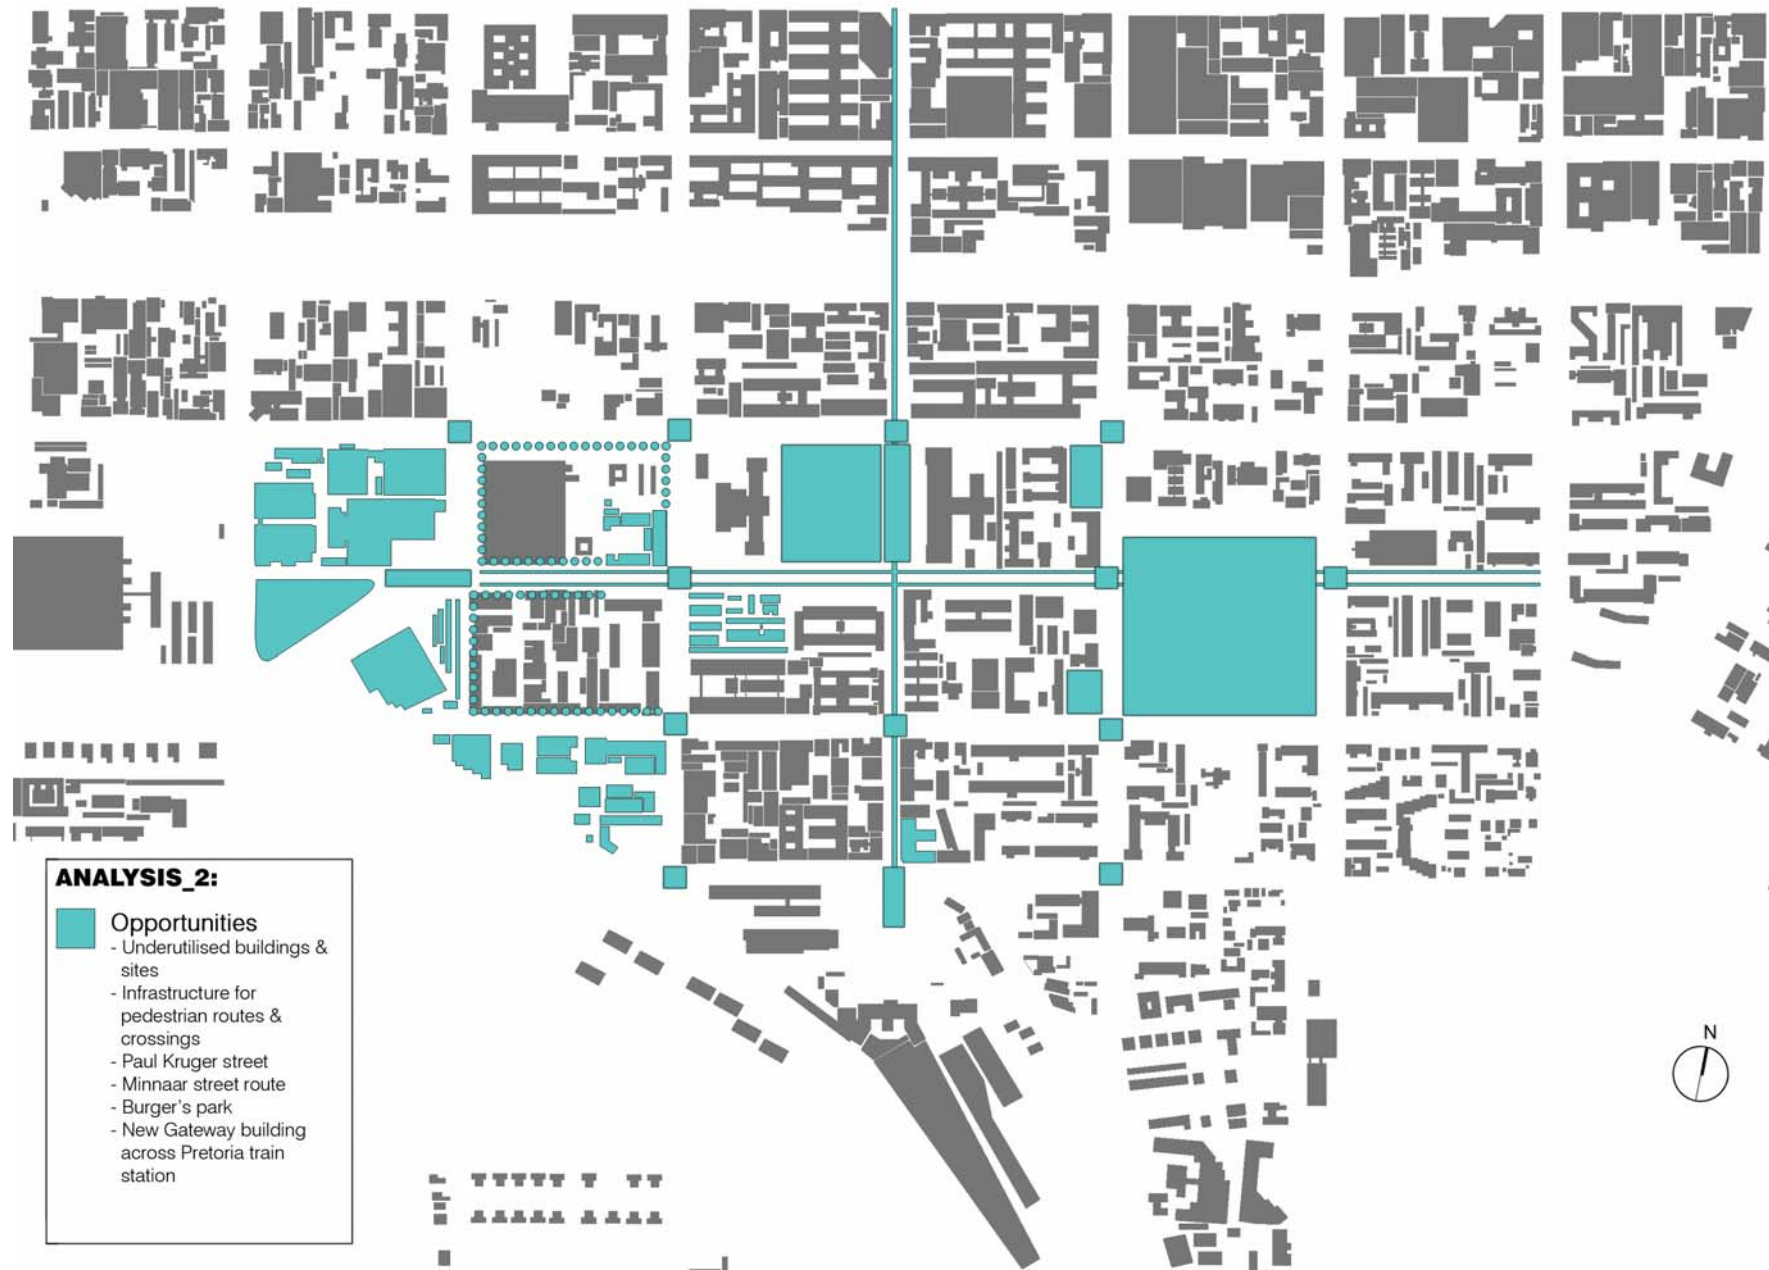 N
ANALYSIS_2:
Opportunities
- Underutilised buildings &
sites
- Infrastructure for
pedestrian routes &
crossings
- Paul Kruger street
- Minnaar street route
- Burger's park
- New Gateway building
across Pretoria train
station